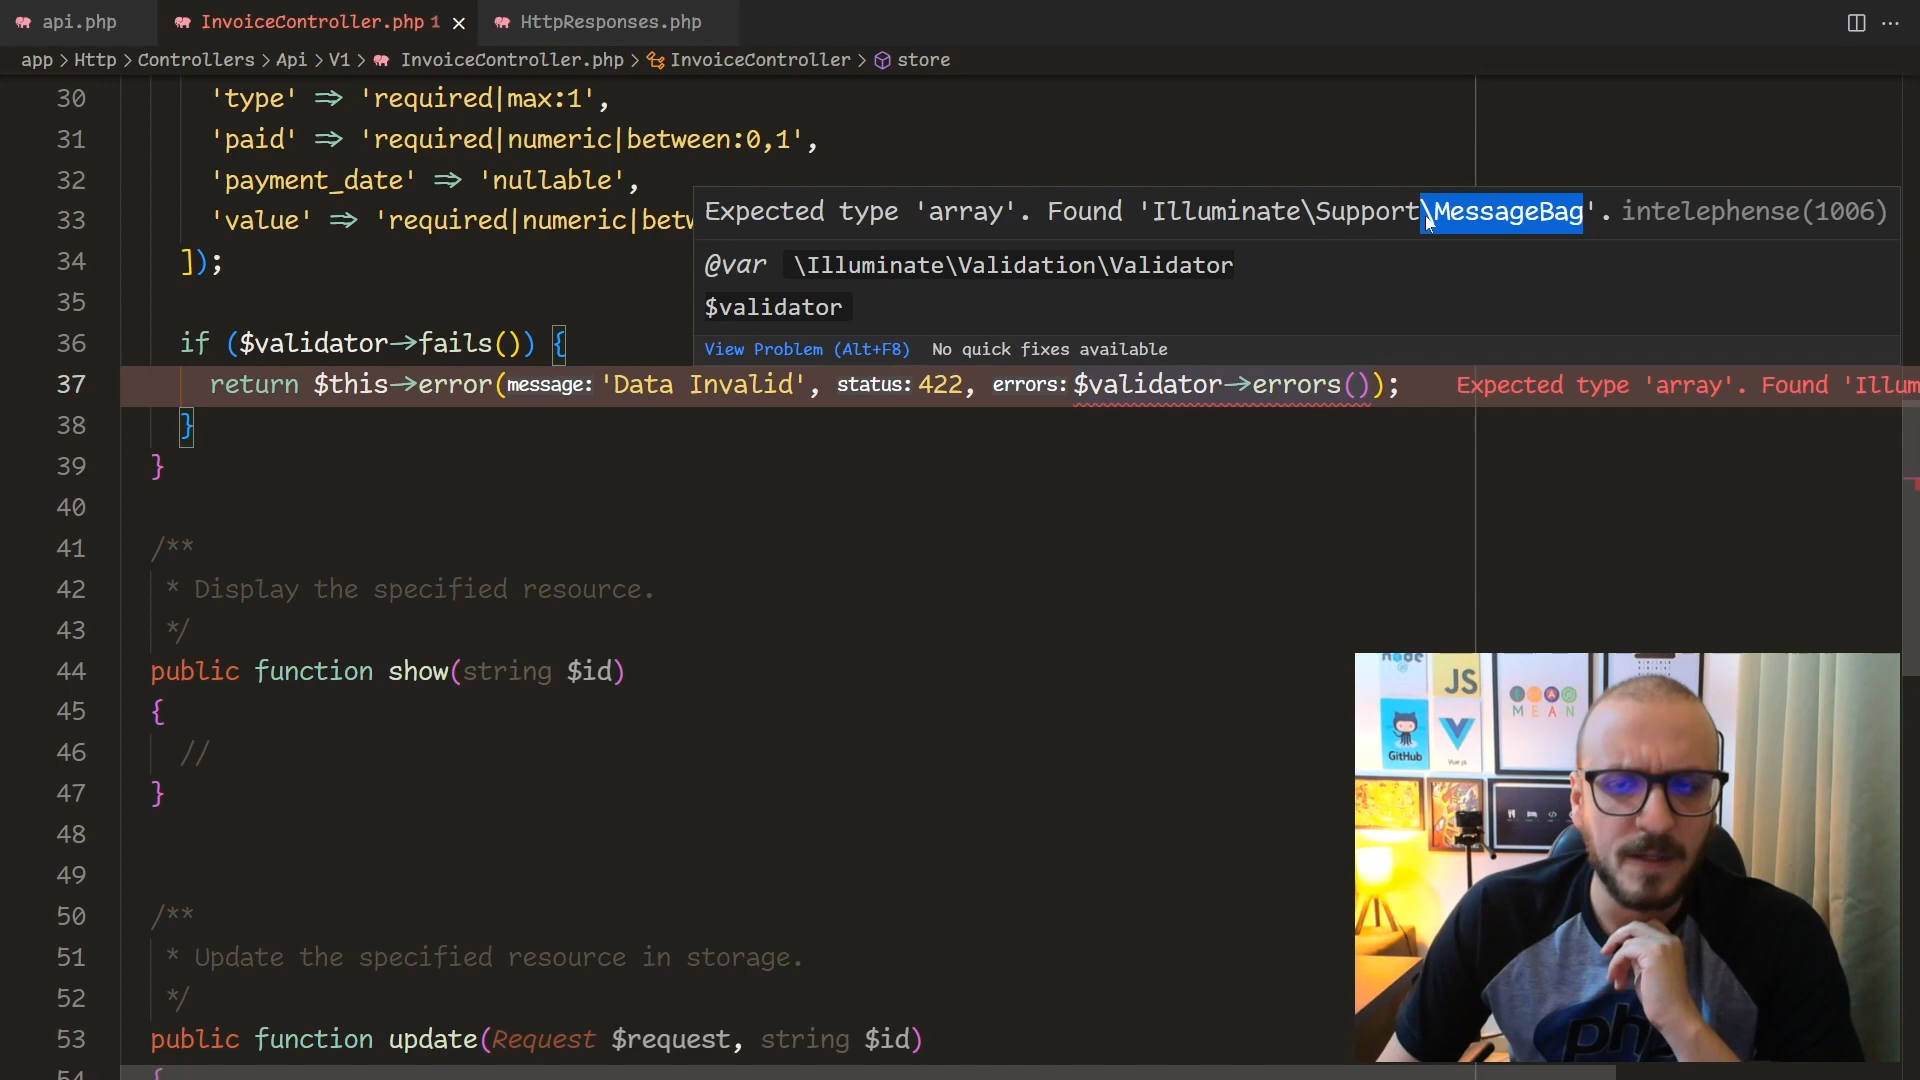 api.php
InvoiceController.php 1
HttpResponses.php
app > Http > Controllers > Api > V1 > InvoiceController.php > InvoiceController > store
30 'type' => 'required|max:1',
31 'paid' => 'required|numeric|between:0,1',
32 'payment_date' => 'nullable',
33 'value' => 'required|numeric|betw
34 ]);
35
36 if ($validator->fails()) {
37 return $this->error(message: 'Data Invalid', status: 422, errors: $validator->errors()); Expected type 'array'. Found 'Illum
38 }
39 }
40
41 /**
42 * Display the specified resource.
43 */
44 public function show(string $id)
45 {
46 //
47 }
48
49
50 /**
51 * Update the specified resource in storage.
52 */
53 public function update(Request $request, string $id)
54 {
Expected type 'array'. Found 'Illuminate\Support\MessageBag'. intelephense(1006)
@var \Illuminate\Validation\Validator
$validator
View Problem (Alt+F8) No quick fixes available
node
JS
MEAN
GitHub
Vue js
php